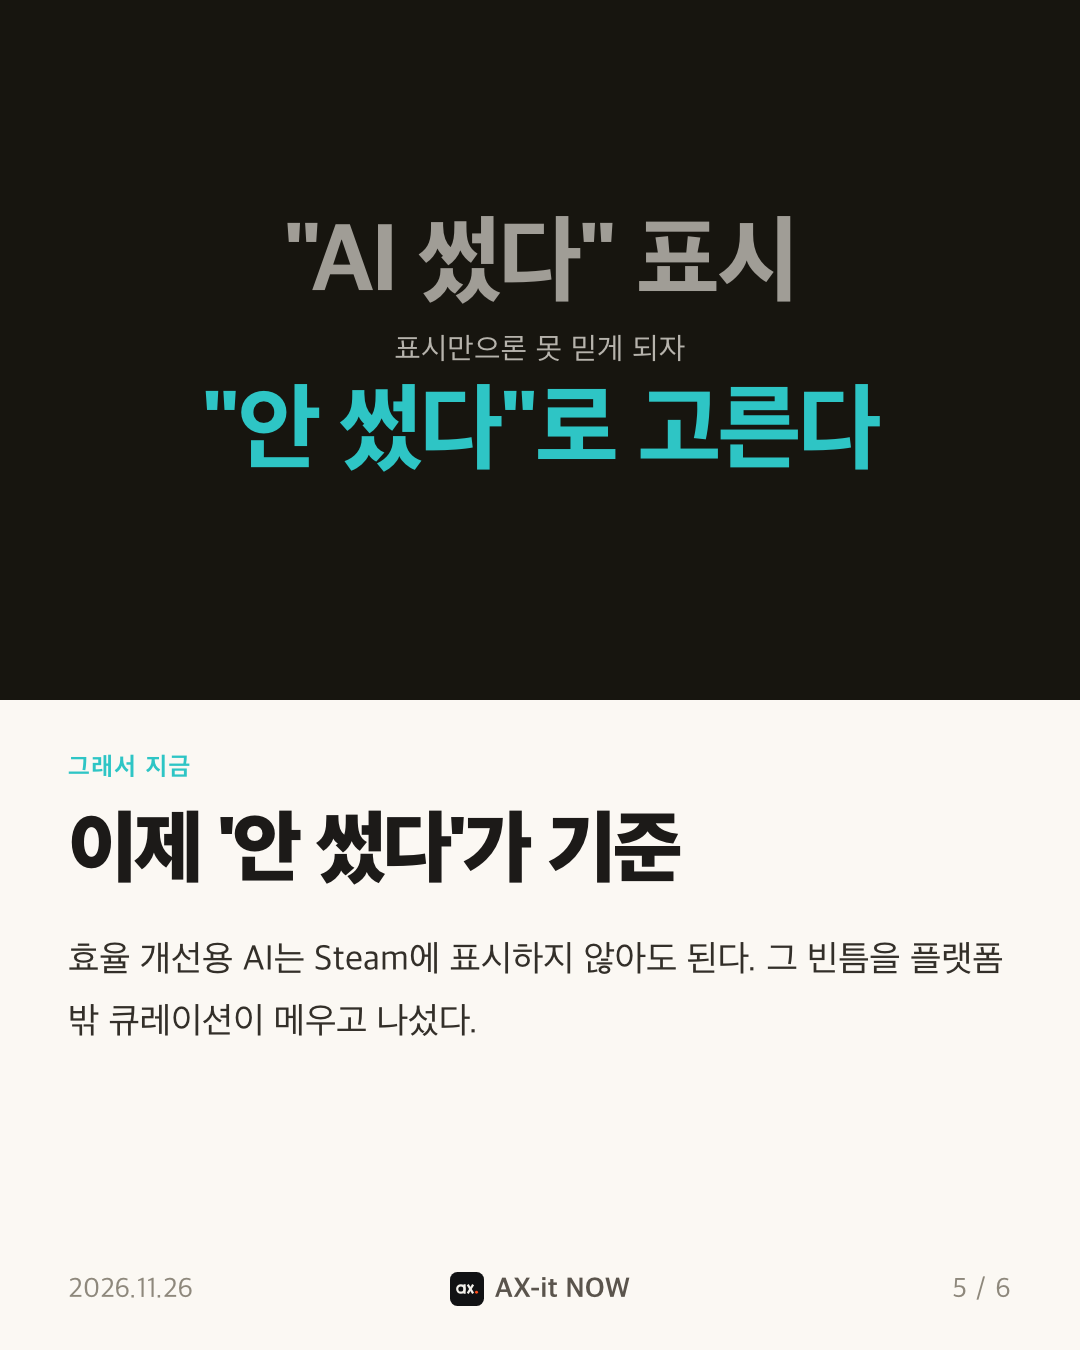 "AI 썼다" 표시
표시만으론 못 믿게 되자
"안 썼다"로 고른다
그래서 지금
이제 '안 썼다'가 기준
효율 개선용 AI는 Steam에 표시하지 않아도 된다. 그 빈틈을 플랫폼
밖 큐레이션이 메우고 나섰다.
2026.11.26
ax. AX-it NOW
5 / 6